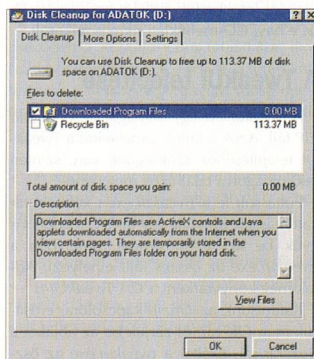 Disk Cleanup for ADATOK (D:)
Disk Cleanup
More Options
Settings
You can use Disk Cleanup to free up to 113.37 MB of disk
space on ADATOK (D:).
Files to delete:
Downloaded Program Files 0.00 MB
Recycle Bin 113.37 MB
Total amount of disk space you gain: 0.00 MB
Description
Downloaded Program Files are ActiveX controls and Java
applets downloaded automatically from the Internet when you
view certain pages. They are temporarily stored in the
Downloaded Program Files folder on your hard disk.
View Files
OK
Cancel